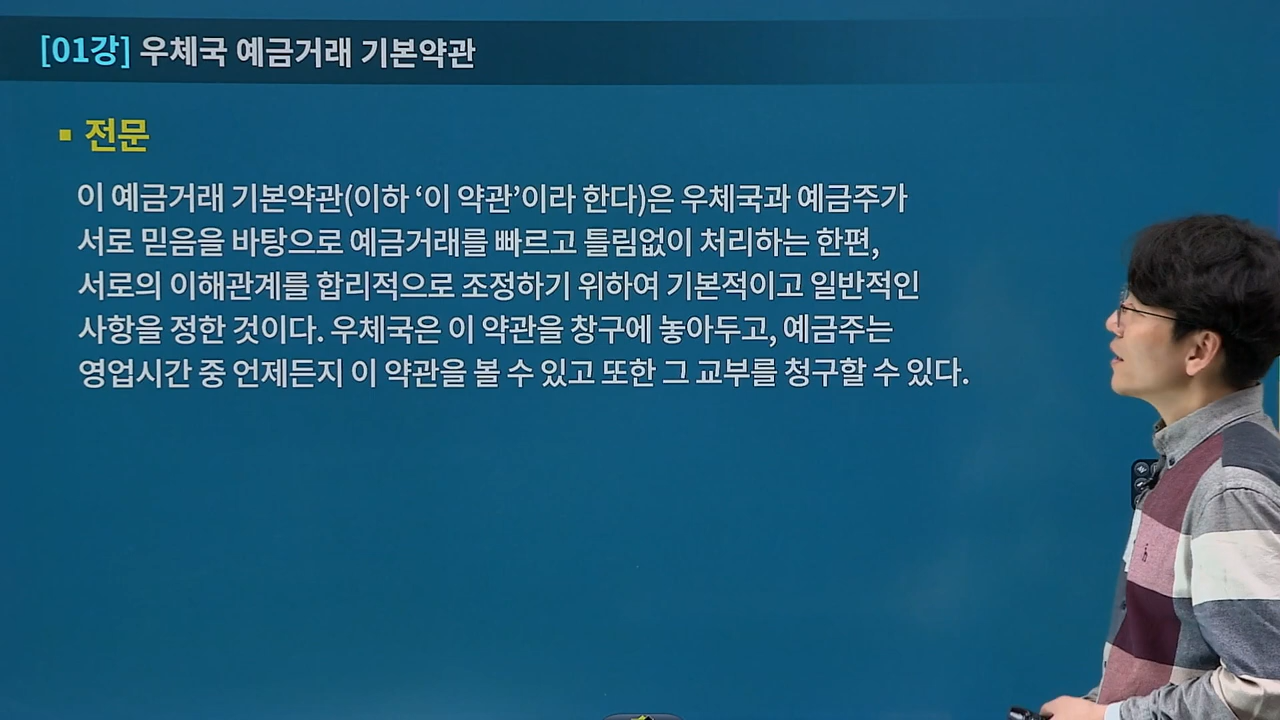 [01강] 우체국 예금거래 기본약관
▪ 전문
이 예금거래 기본약관(이하 ‘이 약관’이라 한다)은 우체국과 예금주가
서로 믿음을 바탕으로 예금거래를 빠르고 틀림없이 처리하는 한편,
서로의 이해관계를 합리적으로 조정하기 위하여 기본적이고 일반적인
사항을 정한 것이다. 우체국은 이 약관을 창구에 놓아두고, 예금주는
영업시간 중 언제든지 이 약관을 볼 수 있고 또한 그 교부를 청구할 수 있다.